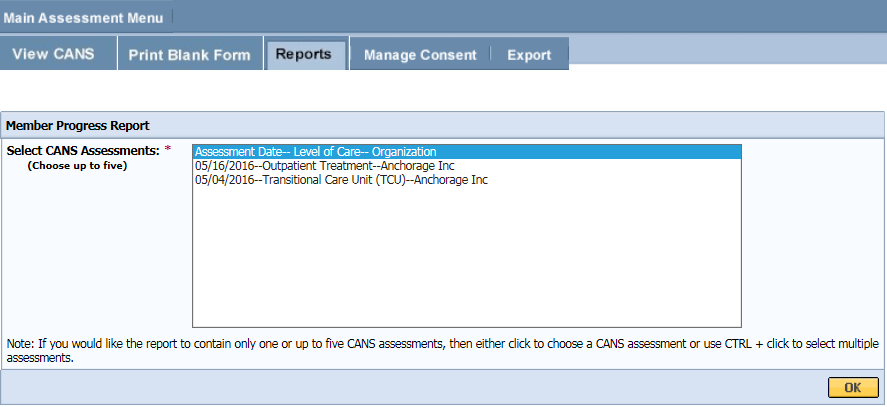 Main Assessment Menu
View CANS Print Blank Form Reports Manage Consent Export
Member Progress Report
Select CANS Assessments: *
(Choose up to five)
Assessment Date-- Level of Care-- Organization
05/16/2016--Outpatient Treatment--Anchorage Inc
05/04/2016--Transitional Care Unit (TCU)--Anchorage Inc
Note: If you would like the report to contain only one or up to five CANS assessments, then either click to choose a CANS assessment or use CTRL + click to select multiple
assessments.
OK